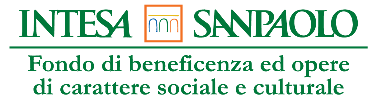 INTESA SANPAOLO
Fondo di beneficenza ed opere
di carattere sociale e culturale